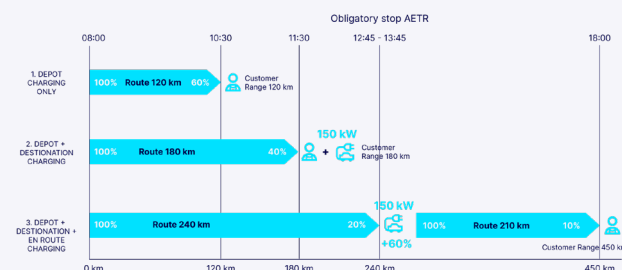 Obligatory stop AETR
08:00 10:30 11:30 12:45 - 13:45 18:00
1. DEPOT
CHARGING
ONLY
100% Route 120 km 60%
Customer
Range 120 km
2. DEPOT +
DESTIONATION
CHARGING
100% Route 180 km 40%
+
150 kW
Customer
Range 180 km
3. DEPOT +
DESTIONATION +
EN ROUTE
CHARGING
100% Route 240 km 20%
150 kW
+60%
100% Route 210 km 10%
Customer Range 450 km
0 km 120 km 180 km 240 km 450 km